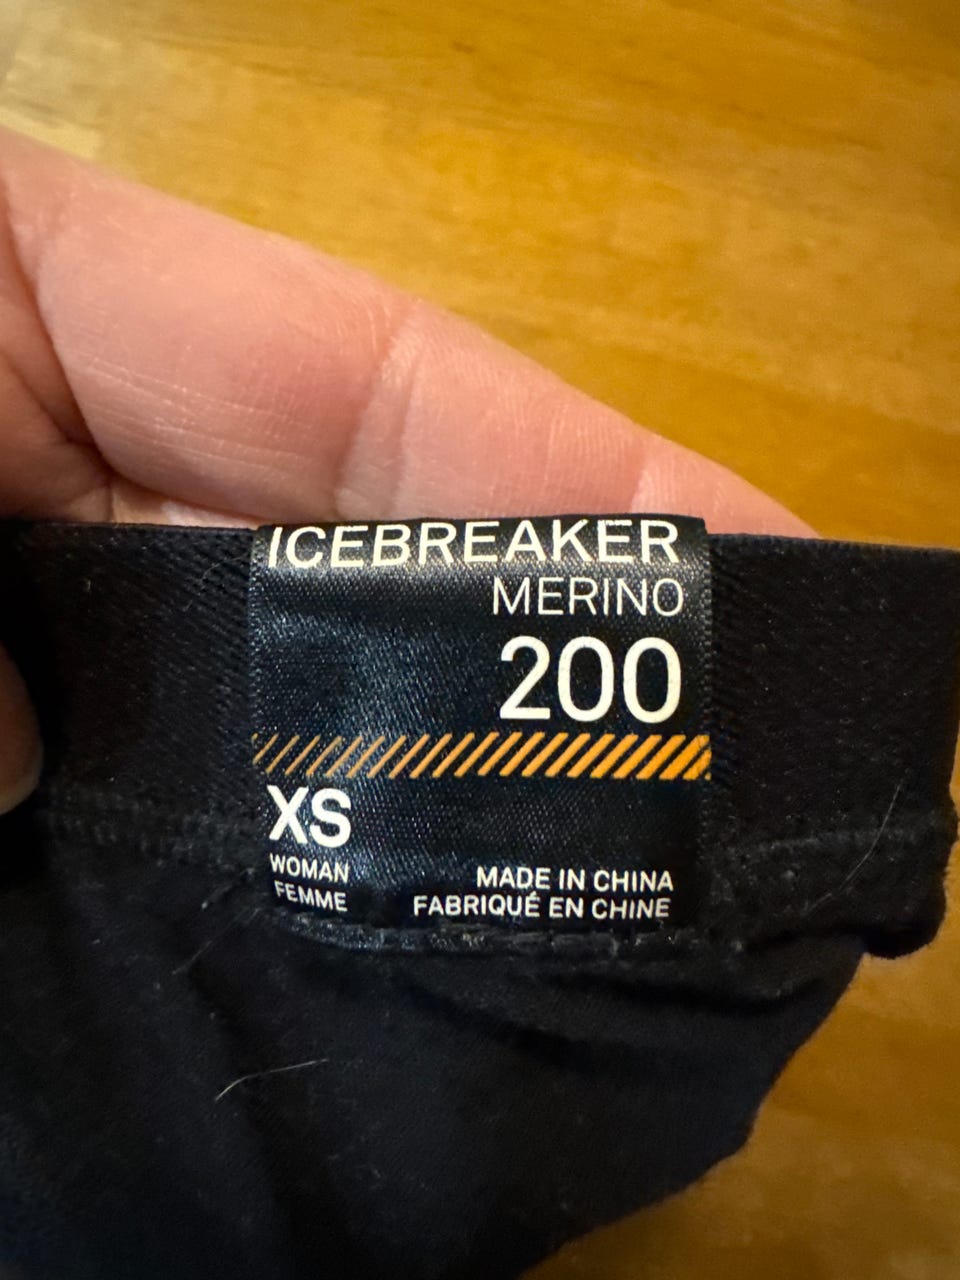 ICEBREAKER
MERINO
200
XS
WOMAN
FEMME
MADE IN CHINA
FABRIQUÉ EN CHINE